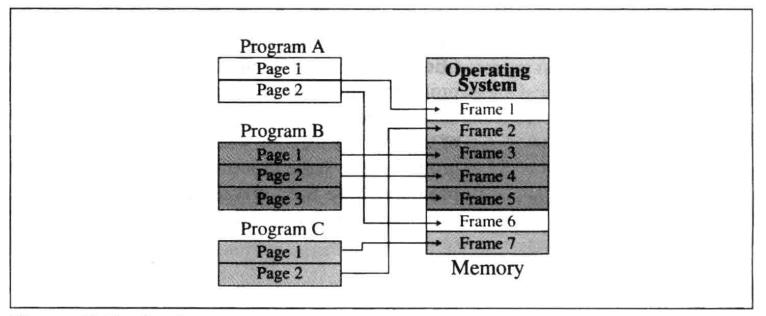 Program A
Page 1
Page 2
Program B
Page 1
Page 2
Page 3
Program C
Page 1
Page 2
Operating
System
Frame 1
Frame 2
Frame 3
Frame 4
Frame 5
Frame 6
Frame 7
Memory